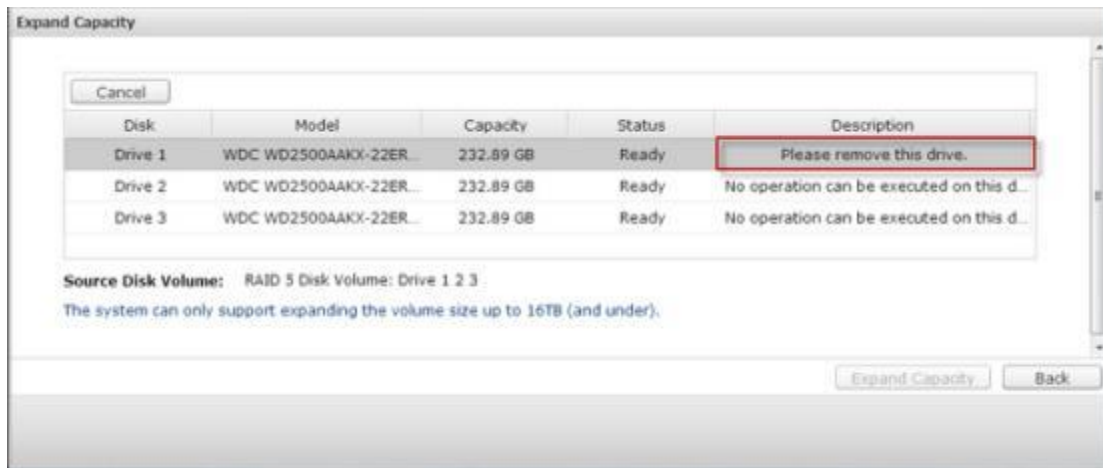 Expand Capacity
Cancel
Disk Model Capacity Status Description
Drive 1 WDC WD2500AAKX-22ER... 232.89 GB Ready Please remove this drive.
Drive 2 WDC WD2500AAKX-22ER... 232.89 GB Ready No operation can be executed on this d...
Drive 3 WDC WD2500AAKX-22ER... 232.89 GB Ready No operation can be executed on this d...
Source Disk Volume: RAID 5 Disk Volume: Drive 1 2 3
The system can only support expanding the volume size up to 16TB (and under).
Expand Capacity Back